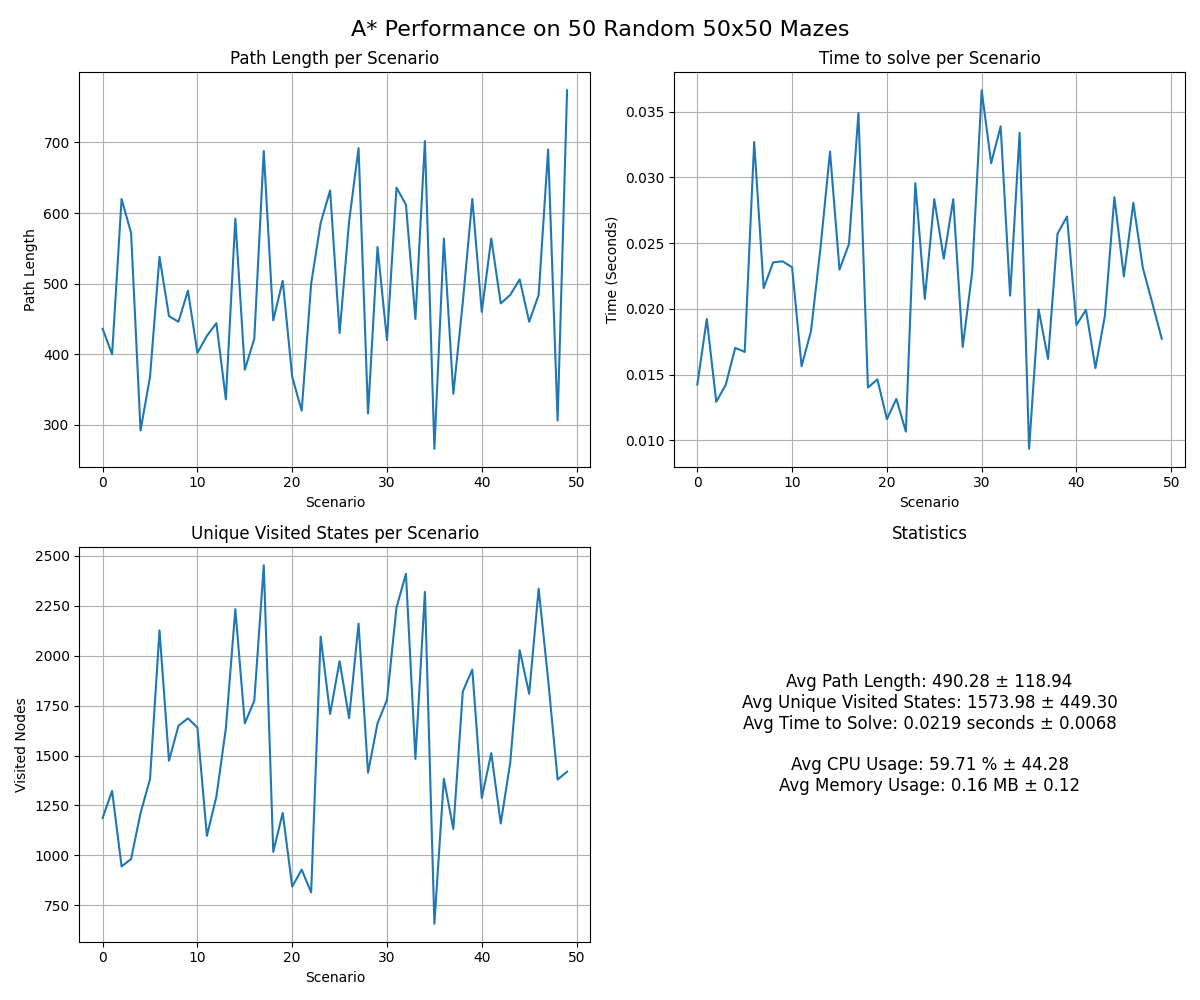 A* Performance on 50 Random 50x50 Mazes
Path Length per Scenario
Path Length
700
600
500
400
300
0 10 20 30 40 50
Scenario
Time to solve per Scenario
Time (Seconds)
0.035
0.030
0.025
0.020
0.015
0.010
0 10 20 30 40 50
Scenario
Unique Visited States per Scenario
Visited Nodes
2500
2250
2000
1750
1500
1250
1000
750
0 10 20 30 40 50
Scenario
Statistics
Avg Path Length: 490.28 ± 118.94
Avg Unique Visited States: 1573.98 ± 449.30
Avg Time to Solve: 0.0219 seconds ± 0.0068
Avg CPU Usage: 59.71 % ± 44.28
Avg Memory Usage: 0.16 MB ± 0.12